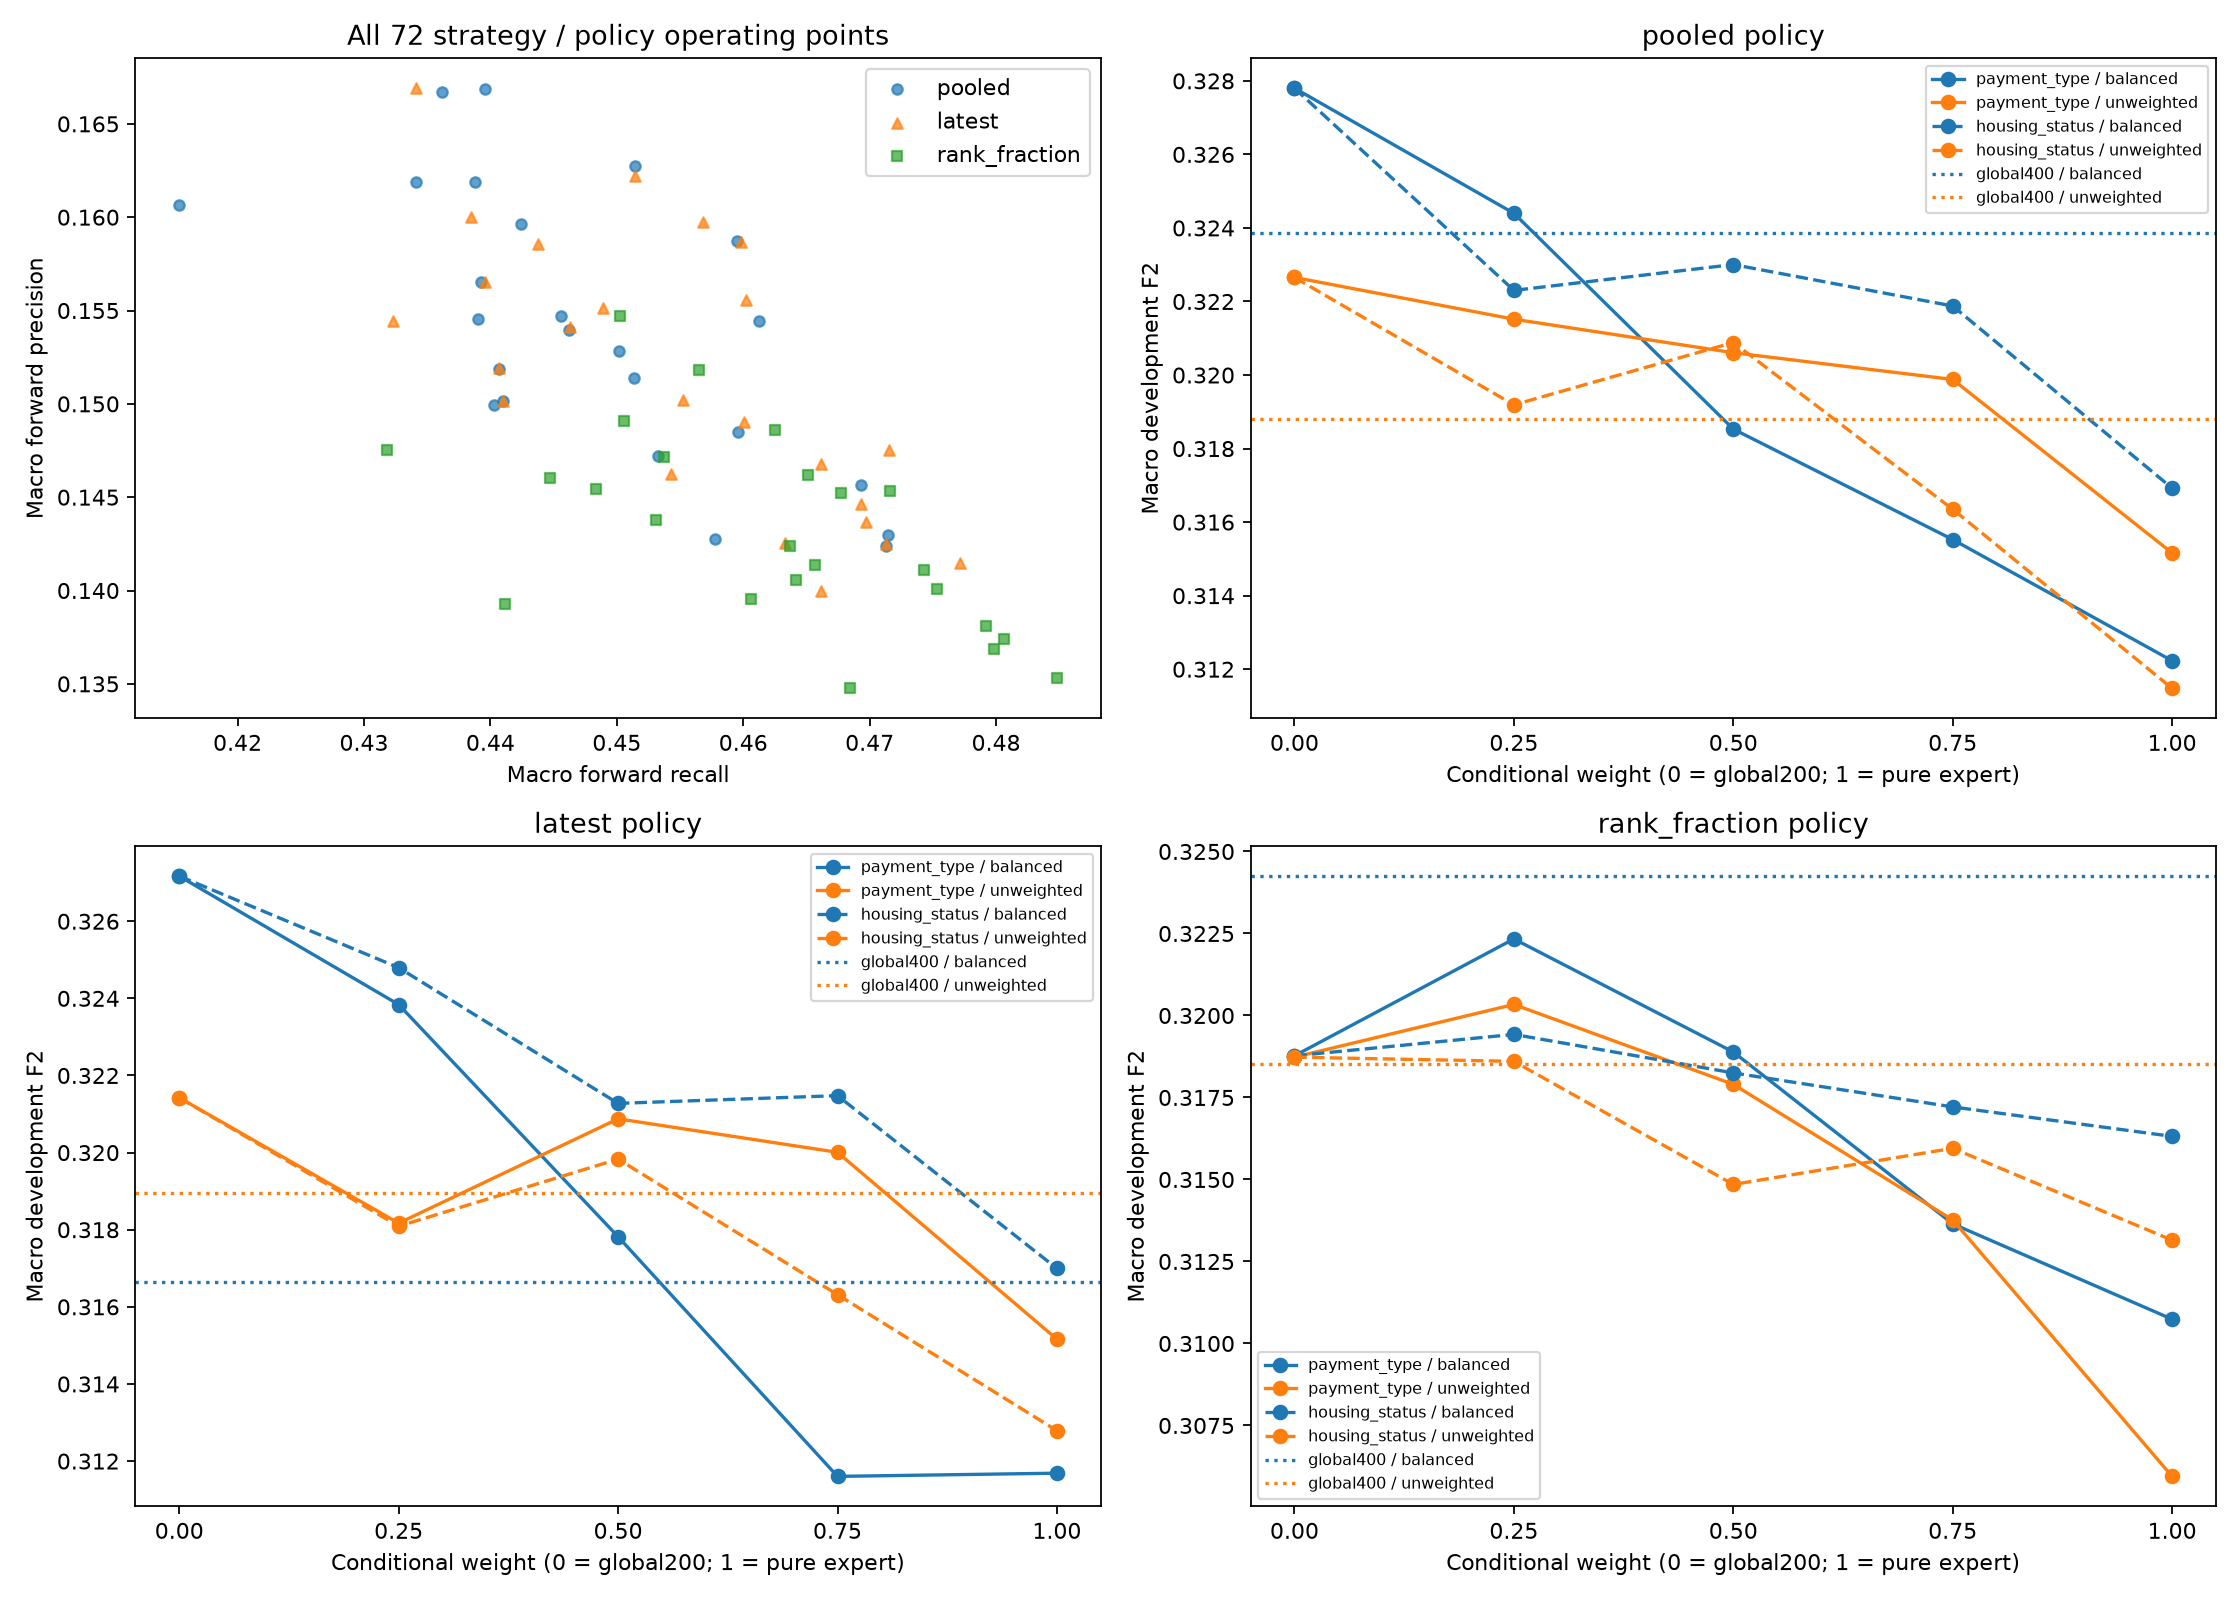 All 72 strategy / policy operating points
pooled
latest
rank_fraction
0.165
0.160
0.155
0.150
0.145
0.140
0.135
Macro forward precision
0.42 0.43 0.44 0.45 0.46 0.47 0.48
Macro forward recall
pooled policy
payment_type / balanced
payment_type / unweighted
housing_status / balanced
housing_status / unweighted
global400 / balanced
global400 / unweighted
0.328
0.326
0.324
0.322
0.320
0.318
0.316
0.314
0.312
Macro development F2
0.00 0.25 0.50 0.75 1.00
Conditional weight (0 = global200; 1 = pure expert)
latest policy
payment_type / balanced
payment_type / unweighted
housing_status / balanced
housing_status / unweighted
global400 / balanced
global400 / unweighted
0.326
0.324
0.322
0.320
0.318
0.316
0.314
0.312
Macro development F2
0.00 0.25 0.50 0.75 1.00
Conditional weight (0 = global200; 1 = pure expert)
rank_fraction policy
0.3250
0.3225
0.3200
0.3175
0.3150
0.3125
0.3100
0.3075
Macro development F2
payment_type / balanced
payment_type / unweighted
housing_status / balanced
housing_status / unweighted
global400 / balanced
global400 / unweighted
0.00 0.25 0.50 0.75 1.00
Conditional weight (0 = global200; 1 = pure expert)